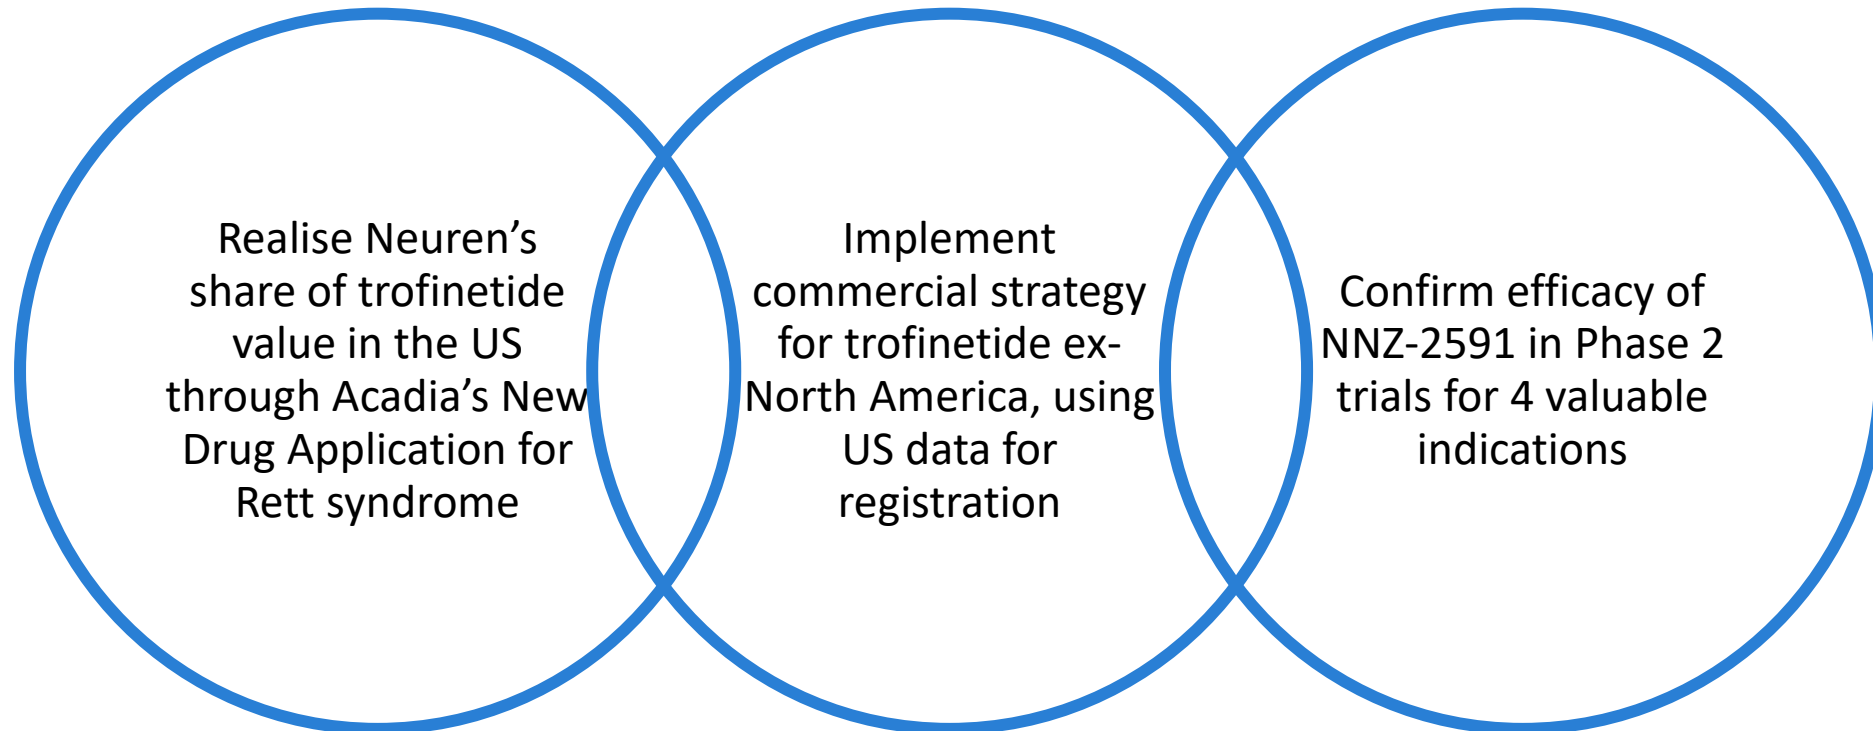 Realise Neuren’s
share of trofinetide
value in the US
through Acadia’s New
Drug Application for
Rett syndrome
Implement
commercial strategy
for trofinetide ex-
North America, using
US data for
registration
Confirm efficacy of
NNZ-2591 in Phase 2
trials for 4 valuable
indications